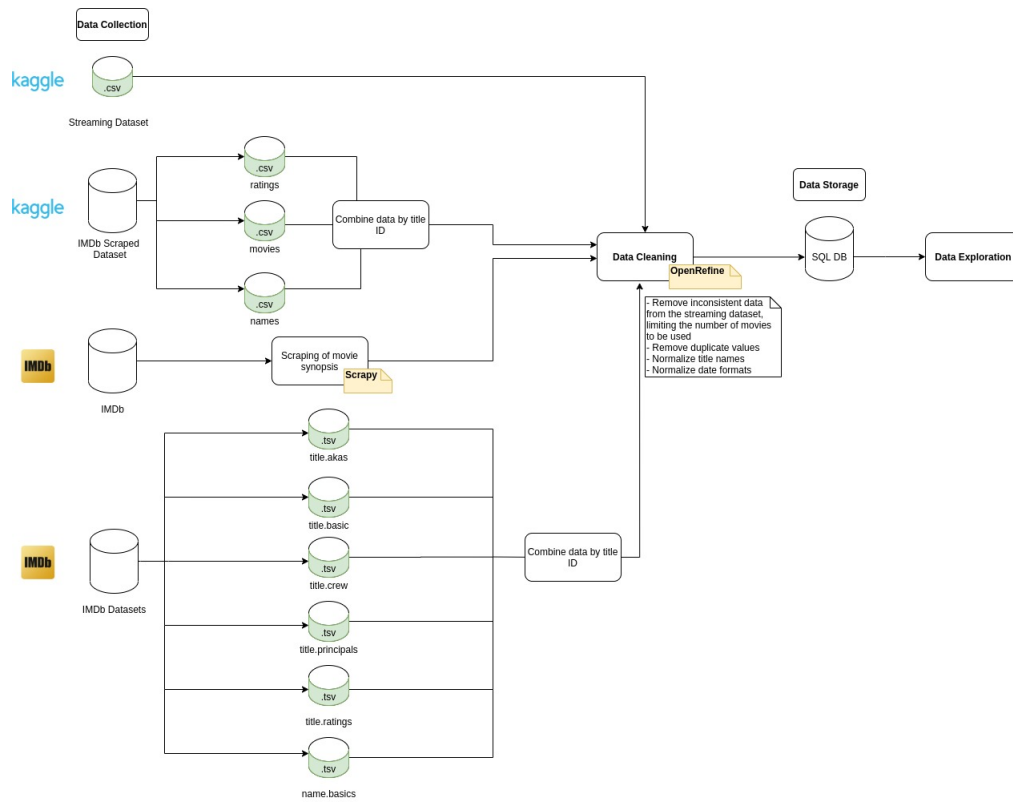 Data Collection
kaggle
.csv
Streaming Dataset
kaggle
IMDb Scraped
Dataset
.csv
ratings
.csv
movies
.csv
names
Combine data by title
ID
IMDb
IMDb
Scraping of movie
synopsis
Scrapy
IMDb
IMDb Datasets
.tsv
title.akas
.tsv
title.basic
.tsv
title.crew
.tsv
title.principals
.tsv
title.ratings
.tsv
name.basics
Combine data by title
ID
Data Cleaning
OpenRefine
- Remove inconsistent data
from the streaming dataset,
limiting the number of movies
to be used
- Remove duplicate values
- Normalize title names
- Normalize date formats
Data Storage
SQL DB
Data Exploration